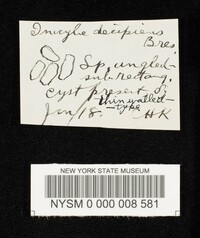 Inocybe decipiens
Bres.
Sp. angled-
subrectang.
cyst present
thin walled-
type
Jan/18. HK
NEW YORK STATE MUSEUM
NYSM 0 000 008 581